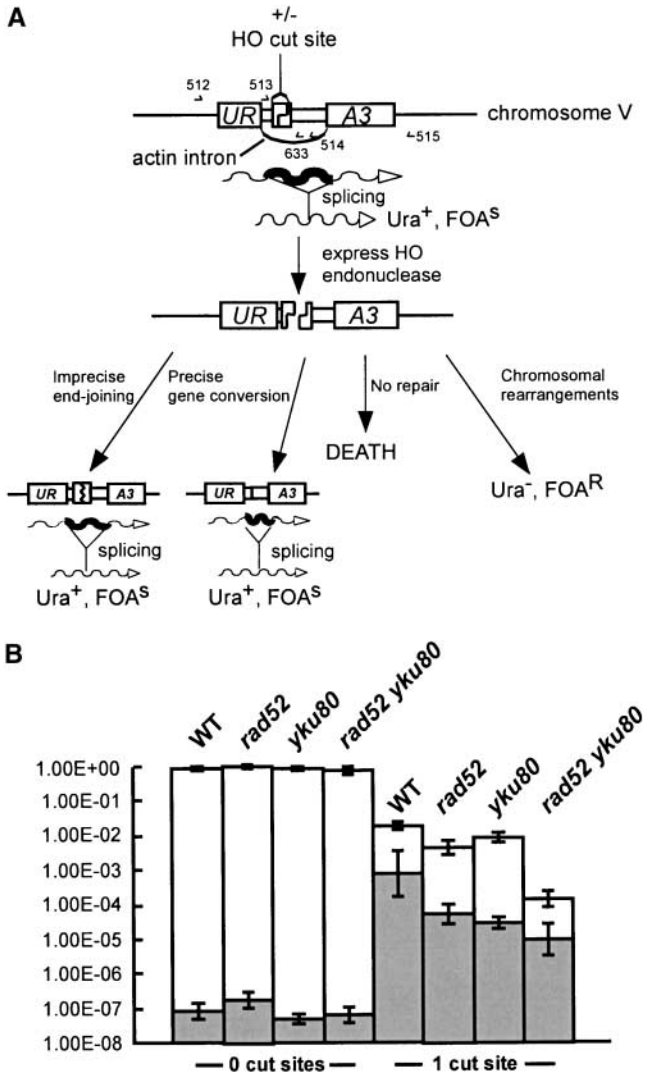 A
+/-
HO cut site
512
513
UR
A3
chromosome V
actin intron
633
514
515
splicing
Ura+, FOAS
express HO
endonuclease
UR
A3
Imprecise
end-joining
Precise
gene conversion
No repair
Chromosomal
rearrangements
DEATH
Ura-, FOAR
UR
A3
UR
A3
splicing
splicing
Ura+, FOAS
Ura+, FOAS
B
WT
rad52
yku80
rad52 yku80
WT
rad52
yku80
rad52 yku80
1.00E+00
1.00E-01
1.00E-02
1.00E-03
1.00E-04
1.00E-05
1.00E-06
1.00E-07
1.00E-08
0 cut sites
1 cut site